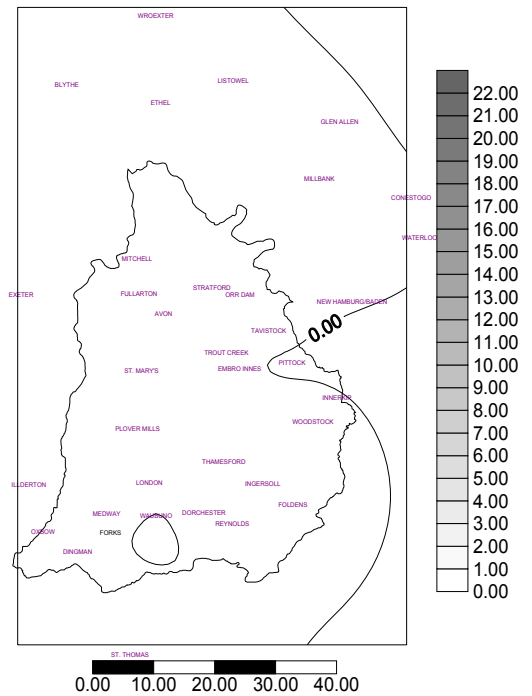 WROEXTER
BLYTHE
LISTOWEL
ETHEL
GLEN ALLEN
MILLBANK
CONESTOGO
WATERLOO
MITCHELL
EXETER
FULLARTON
STRATFORD
ORR DAM
NEW HAMBURG/BADEN
AVON
0.00
TAVISTOCK
TROUT CREEK
PITTOCK
ST. MARY'S
EMBRO INNES
INNERKIP
WOODSTOCK
PLOVER MILLS
THAMESFORD
ILLDERTON
LONDON
INGERSOLL
FOLDENS
MEDWAY
WAUBUNO
DORCHESTER
REYNOLDS
OXBOW
FORKS
DINGMAN
ST. THOMAS
0.00 10.00 20.00 30.00 40.00
22.00
21.00
20.00
19.00
18.00
17.00
16.00
15.00
14.00
13.00
12.00
11.00
10.00
9.00
8.00
7.00
6.00
5.00
4.00
3.00
2.00
1.00
0.00